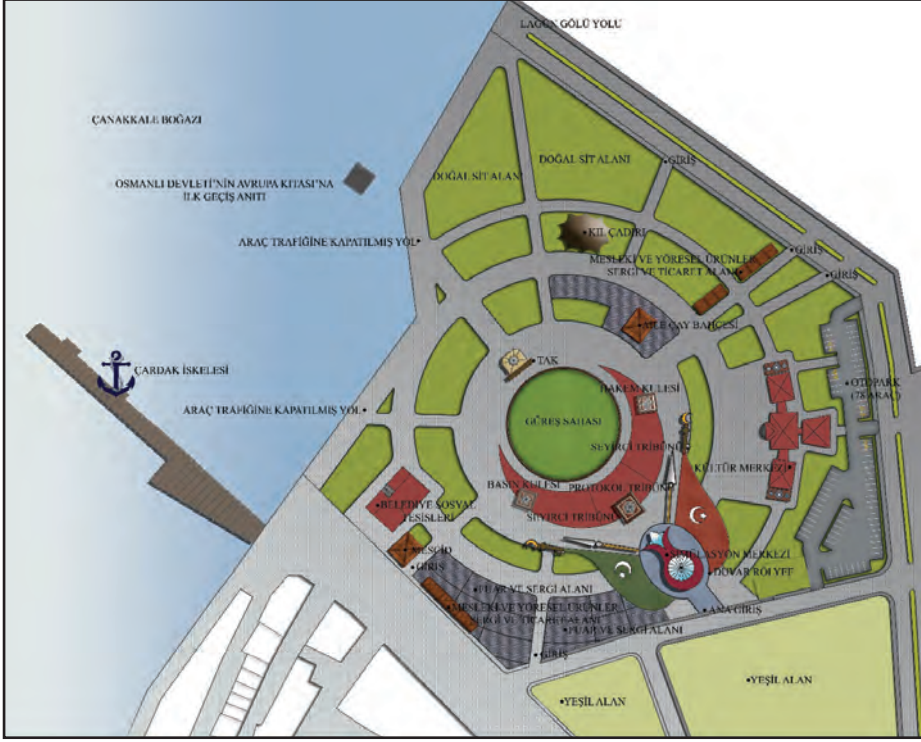 LAGÜN GÖLÜ YOLU
ÇANAKKALE BOĞAZI
DOĞAL SİT ALANI
GİRİŞ
DOĞAL SİT ALAN
OSMANLI DEVLETİ'NİN AVRUPA KITASI'NA
İLK GEÇİŞ ANITI
KIL ÇADIRI
ARAÇ TRAFİĞİNE KAPATILMIŞ YOL
GİRİŞ
MESLEKİ VE YÖRESEL ÜRÜNLER
SERGİ VE TİCARET ALANI
GİRİŞ
AİLE ÇAY BAHÇESİ
TAK
ÇARDAK İSKELESİ
HAKEM KULESİ
OTOPARK
(78 ARAÇ)
ARAÇ TRAFİĞİNE KAPATILMIŞ YOL
GÜREŞ SAHASI
SEYİRCİ TRİBÜNÜ
KÜLTÜR MERKEZİ
BASIN KULESİ
PROTOKOL TRİBÜNÜ
BELEDİYE SOSYAL
TESİSLERİ
SEYİRCİ TRİBÜNÜ
MESCİD
SİMÜLASYON MERKEZİ
GİRİŞ
DUVAR RÖLYEF
FUAR VE SERGİ ALANI
MESLEKİ VE YÖRESEL ÜRÜNLER
SERGİ VE TİCARET ALANI
ANA GİRİŞ
FUAR VE SERGİ ALANI
GİRİŞ
YEŞİL ALAN
YEŞİL ALAN